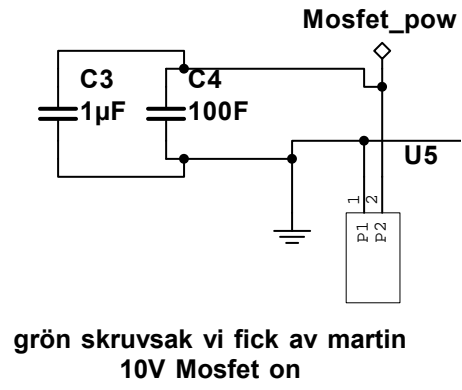 Mosfet_pow
C3
1µF
C4
100F
U5
1
2
P1
P2
grön skruvsak vi fick av martin
10V Mosfet on